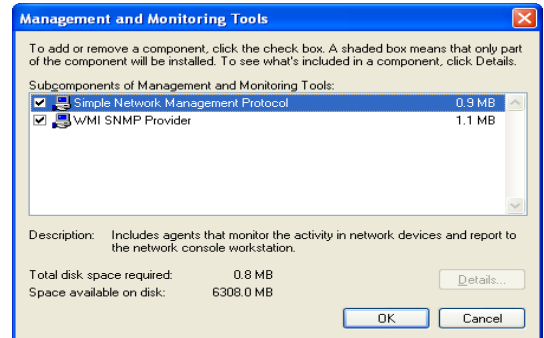 Management and Monitoring Tools
To add or remove a component, click the check box. A shaded box means that only part
of the component will be installed. To see what's included in a component, click Details.
Subcomponents of Management and Monitoring Tools:
Simple Network Management Protocol 0.9 MB
WMI SNMP Provider 1.1 MB
Description: Includes agents that monitor the activity in network devices and report to
the network console workstation.
Total disk space required: 0.8 MB
Details...
Space available on disk: 6308.0 MB
OK Cancel